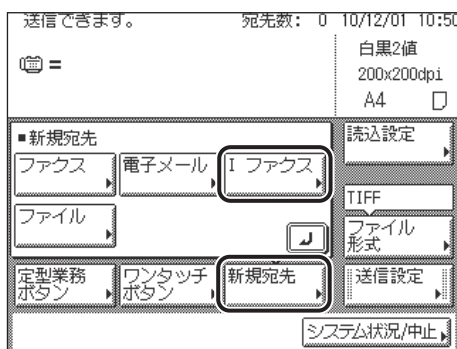 送信できます。 宛先数: 0 10/12/01 10:50
白黒2値
=
200x200dpi
A4
■新規宛先
読込設定
ファクス 電子メール I ファクス
TIFF
ファイル
ファイル
形式
定型業務
ボタン
ワンタッチ
ボタン
新規宛先
送信設定
システム状況/中止